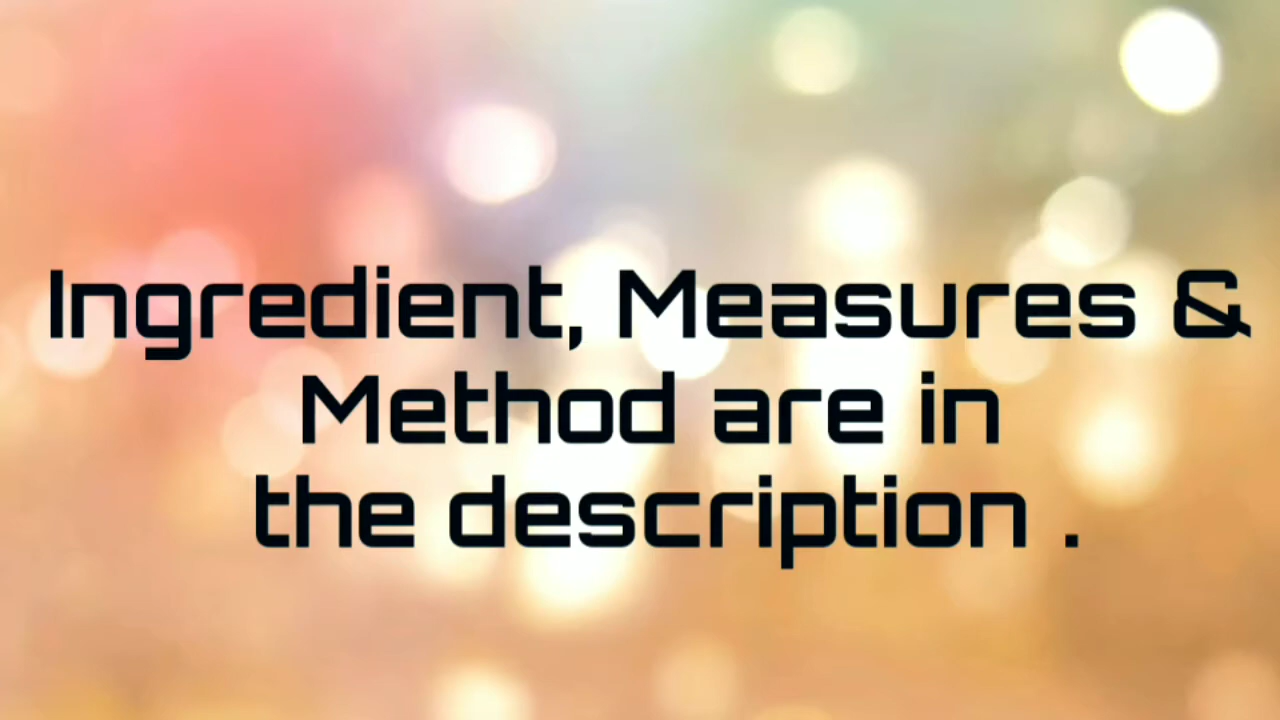 Ingredient, Measures &
Method are in
the description .